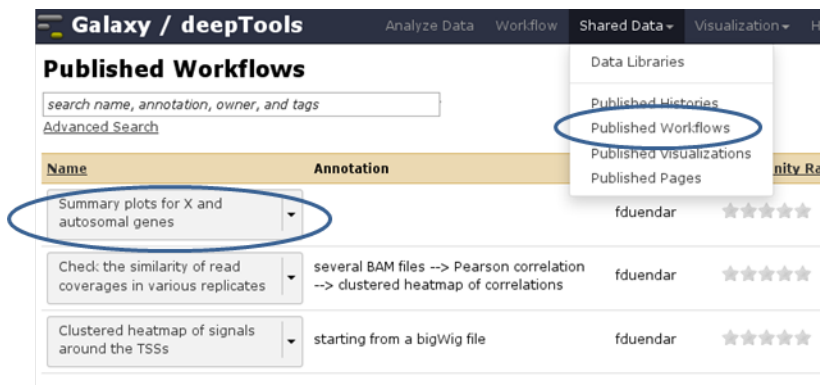 Galaxy / deepTools
Analyze Data Workflow Shared Data Visualization
Published Workflows
search name, annotation, owner, and tags
Advanced Search
Data Libraries
Published Histories
Published Workflows
Published Visualizations
Published Pages
Name Annotation
Summary plots for X and
autosomal genes
fduendar
Check the similarity of read
coverages in various replicates
several BAM files --> Pearson correlation
--> clustered heatmap of correlations
fduendar
Clustered heatmap of signals
around the TSSs
starting from a bigWig file
fduendar